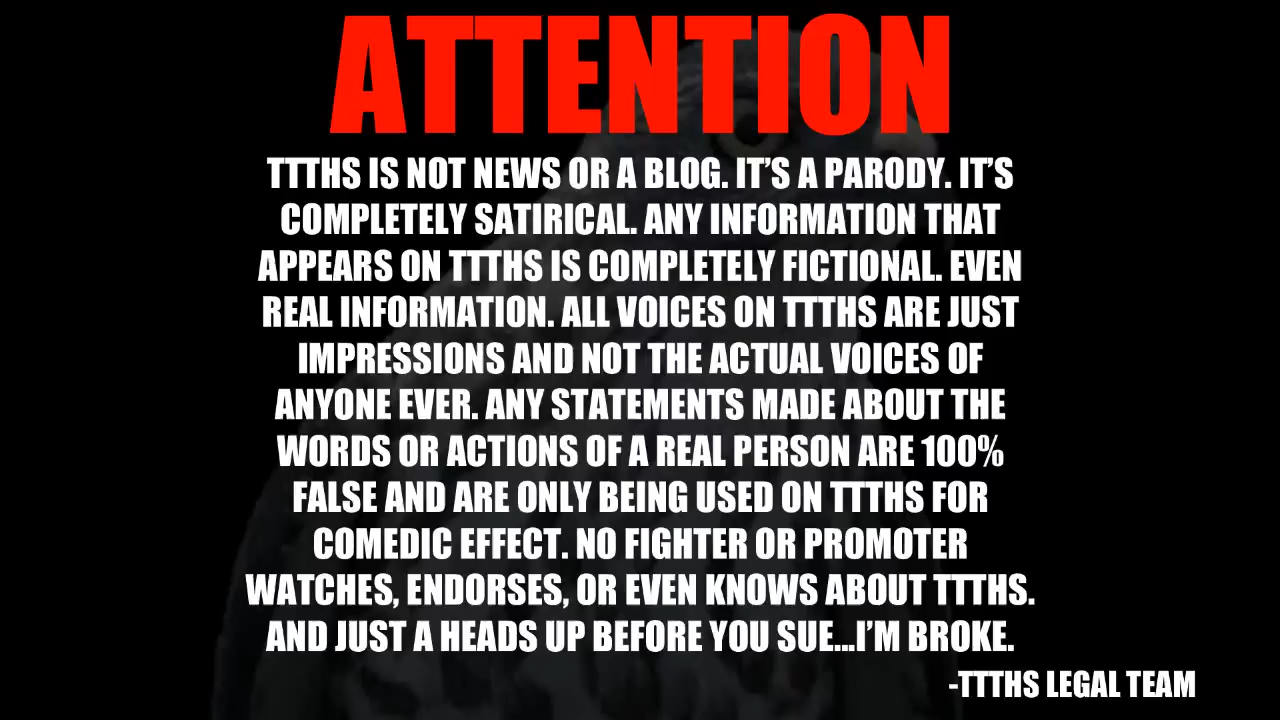 ATTENTION
TTTHS IS NOT NEWS OR A BLOG. IT'S A PARODY. IT'S
COMPLETELY SATIRICAL. ANY INFORMATION THAT
APPEARS ON TTTHS IS COMPLETELY FICTIONAL. EVEN
REAL INFORMATION. ALL VOICES ON TTTHS ARE JUST
IMPRESSIONS AND NOT THE ACTUAL VOICES OF
ANYONE EVER. ANY STATEMENTS MADE ABOUT THE
WORDS OR ACTIONS OF A REAL PERSON ARE 100%
FALSE AND ARE ONLY BEING USED ON TTTHS FOR
COMEDIC EFFECT. NO FIGHTER OR PROMOTER
WATCHES, ENDORSES, OR EVEN KNOWS ABOUT TTTHS.
AND JUST A HEADS UP BEFORE YOU SUE...I'M BROKE.
-TTTHS LEGAL TEAM